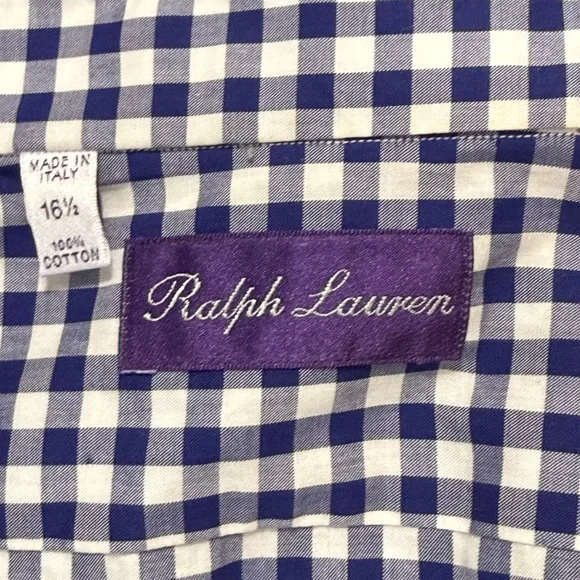 MADE IN
ITALY
16½
100%
COTTON
Ralph Lauren